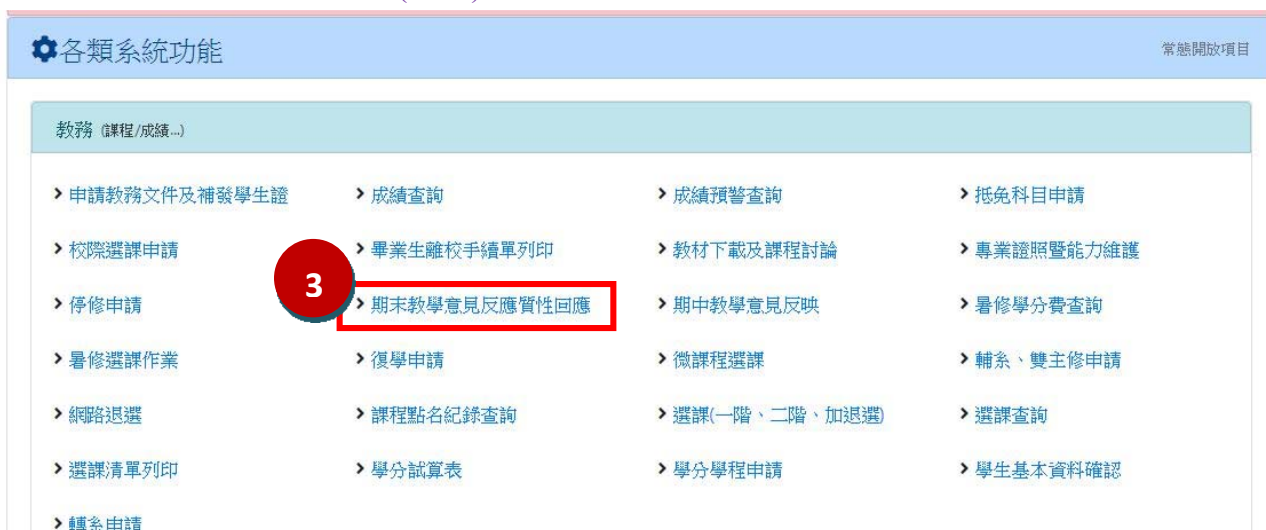 各類系統功能 常態開放項目
教務 (課程/成績...)
申請教務文件及補發學生證 成績查詢 成績預警查詢 抵免科目申請
校際選課申請 畢業生離校手續單列印 教材下載及課程討論 專業證照暨能力維護
3
停修申請 期末教學意見反應質性回應 期中教學意見反映 暑修學分費查詢
暑修選課作業 復學申請 微課程選課 輔系、雙主修申請
網路退選 課程點名紀錄查詢 選課(一階、二階、加退選) 選課查詢
選課清單列印 學分試算表 學分學程申請 學生基本資料確認
轉系申請